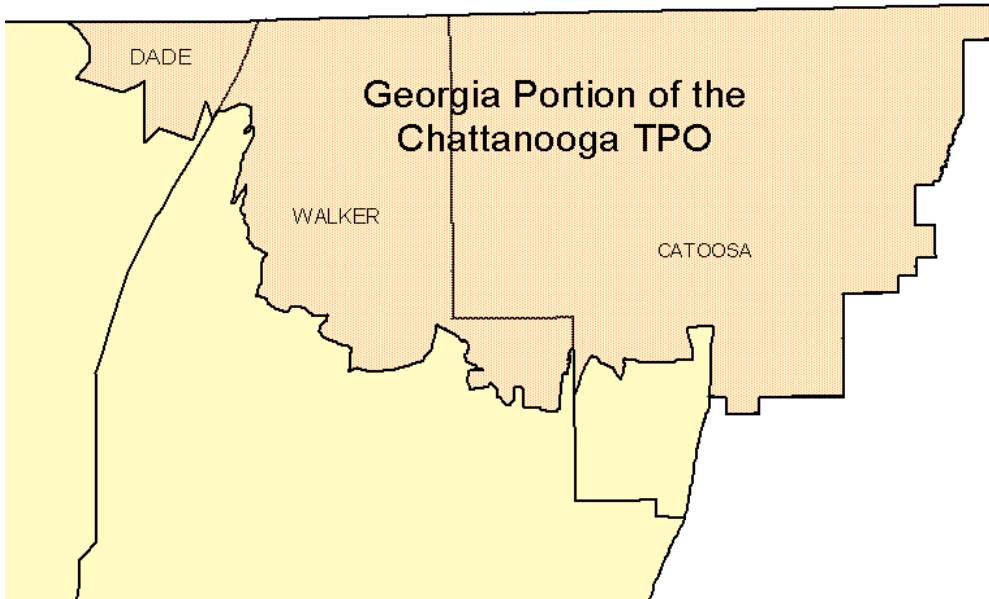 DADE
Georgia Portion of the
Chattanooga TPO
WALKER
CATOOSA